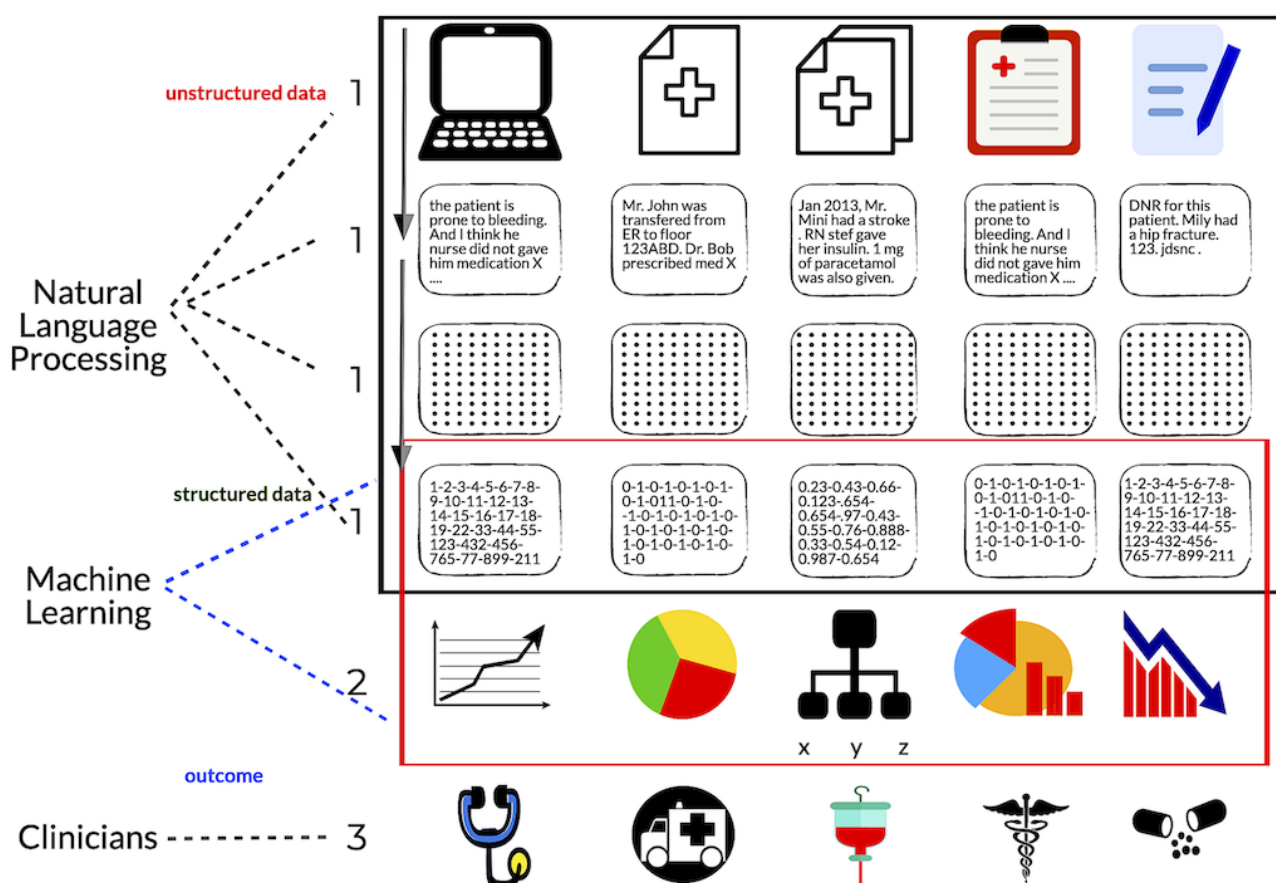 unstructured data 1
the patient is
prone to bleeding.
And I think he
nurse did not gave
him medication X
....
Mr. John was
transfered from
ER to floor
123ABD. Dr. Bob
prescribed med X
Jan 2013, Mr.
Mini had a stroke
. RN stef gave
her insulin. 1 mg
of paracetamol
was also given.
the patient is
prone to
bleeding. And I
think he nurse
did not gave him
medication X ....
DNR for this
patient. Mily had
a hip fracture.
123. jdsnc .
1
Natural
Language
Processing
1
structured data
1
1-2-3-4-5-6-7-8-
9-10-11-12-13-
14-15-16-17-18-
19-22-33-44-55-
123-432-456-
765-77-899-211
0-1-0-1-0-1-0-1-
0-1-011-0-1-0-
-1-0-1-0-1-0-1-0-
1-0-1-0-1-0-1-0-
1-0-1-0-1-0-1-0-
1-0
0.23-0.43-0.66-
0.123-.654-
0.654-.97-0.43-
0.55-0.76-0.888-
0.33-0.54-0.12-
0.987-0.654
0-1-0-1-0-1-0-1-
0-1-011-0-1-0-
-1-0-1-0-1-0-1-0-
1-0-1-0-1-0-1-0-
1-0-1-0-1-0-1-0-
1-0
1-2-3-4-5-6-7-8-
9-10-11-12-13-
14-15-16-17-18-
19-22-33-44-55-
123-432-456-
765-77-899-211
Machine
Learning
2
x y z
outcome
Clinicians 3